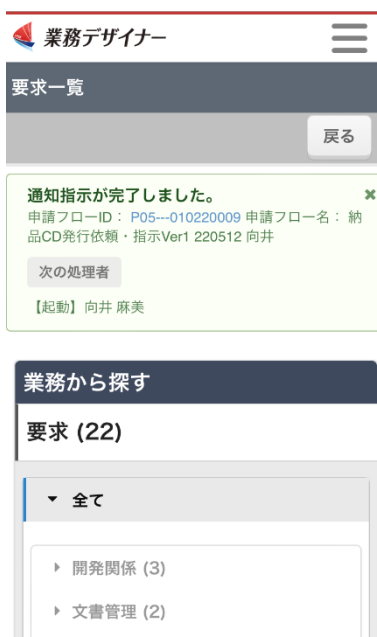 業務デザイナー
要求一覧
戻る
通知指示が完了しました。
申請フローID： P05---010220009 申請フロー名： 納
品CD発行依頼・指示Ver1 220512 向井
次の処理者
【起動】向井 麻美
業務から探す
要求 (22)
全て
開発関係 (3)
文書管理 (2)